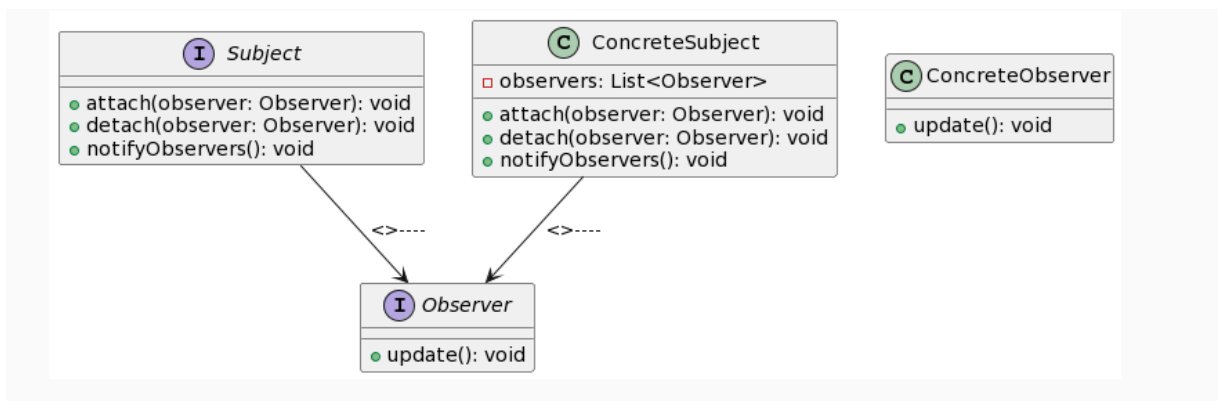 I Subject
attach(observer: Observer): void
detach(observer: Observer): void
notifyObservers(): void
C ConcreteSubject
observers: List<Observer>
attach(observer: Observer): void
detach(observer: Observer): void
notifyObservers(): void
C ConcreteObserver
update(): void
<>----
<>----
I Observer
update(): void